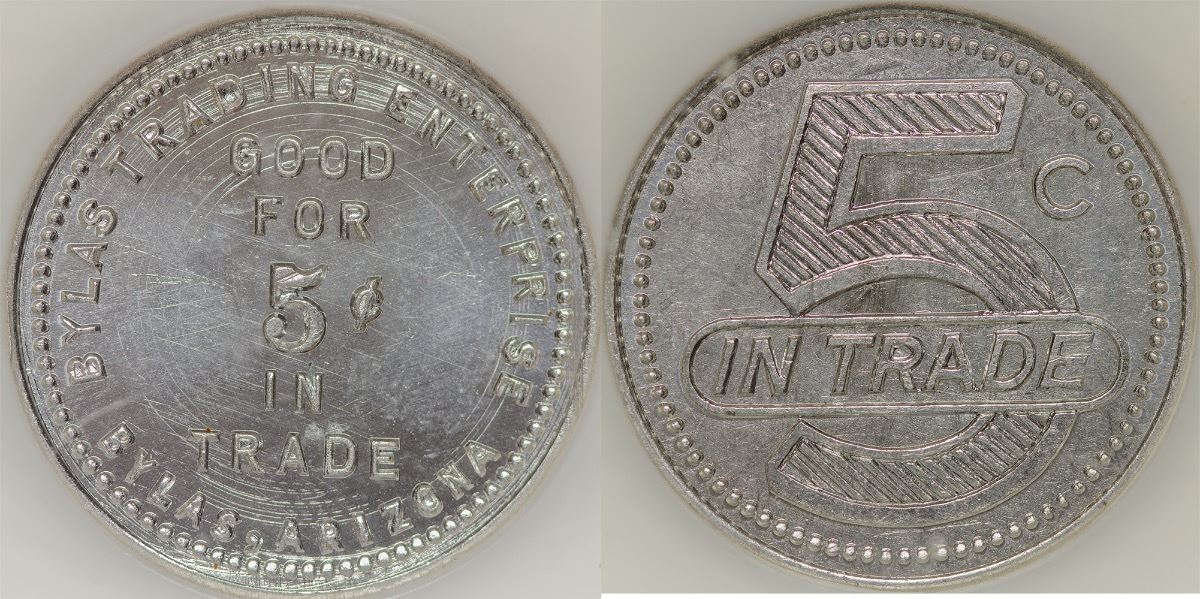 BYLAS TRADING ENTERPRISE
GOOD
FOR
5¢
IN
TRADE
BYLAS, ARIZONA
5 C
IN TRADE